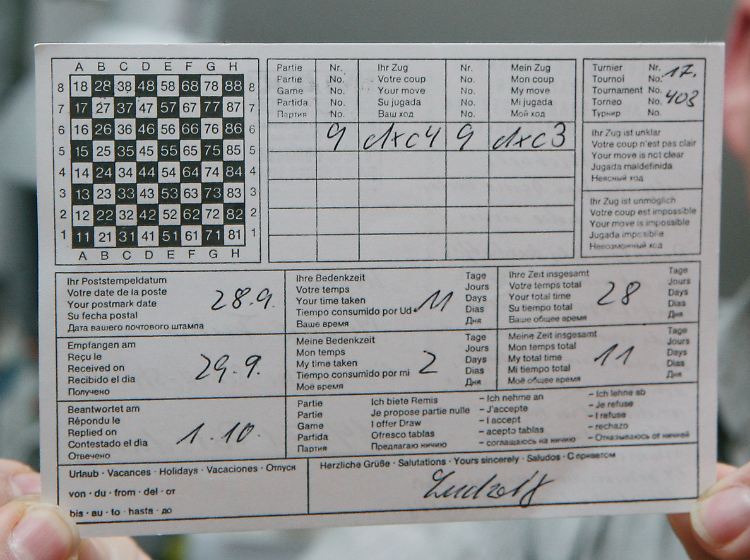 A B C D E F G H
8 18 28 38 48 58 68 78 88 8
7 17 27 37 47 57 67 77 87 7
6 16 26 36 46 56 66 76 86 6
5 15 25 35 45 55 65 75 85 5
4 14 24 34 44 54 64 74 84 4
3 13 23 33 43 53 63 73 83 3
2 12 22 32 42 52 62 72 82 2
1 11 21 31 41 51 61 71 81 1
A B C D E F G H
Partie Nr. Ihr Zug Nr. Mein Zug
Partie No. Votre coup No. Mon coup
Game No. Your move No. My move
Partida No. Su jugada No. Mi jugada
Партия No. Ваш ход No. Мой ход
9 dxc4 9 dxc3
Turnier Nr. 17.
Tournoi No.
Tournament No. 403
Torneo No.
Турнир No.
Ihr Zug ist unklar
Votre coup n'est pas clair
Your move is not clear
Jugada maldefinida
Неясный ход
Ihr Zug ist unmöglich
Votre coup est impossible
Your move is impossible
Jugada imposible
Невозможный ход
Ihr Poststempeldatum
Votre date de la poste
Your postmark date 28.9.
Su fecha postal
Дата вашего почтового штампа
Ihre Bedenkzeit Tage
Votre temps Jours
Your time taken 11 Days
Tiempo consumido por Ud. Dias
Ваше время Дня
Ihre Zeit insgesamt Tage
Votre temps total Jours
Your total time 28 Days
Su tiempo total Dias
Ваше общее время Дня
Empfangen am
Reçu le
Received on 29.9.
Recibido el dia
Получено
Meine Bedenkzeit Tage
Mon temps Jours
My time taken 2 Days
Tiempo consumido por mi Dias
Моё время Дня
Meine Zeit insgesamt Tage
Mon temps total Jours
My total time 11 Days
Mi tiempo total Dias
Моё общее время Дня
Beantwortet am
Répondu le
Replied on 1.10.
Contestado el dia
Отвечено
Partie Ich biete Remis – Ich nehme an – Ich lehne ab
Partie Je propose partie nulle – J'accepte – Je refuse
Game I offer Draw – I accept – I refuse
Partida Ofresco tablas – acepto tablas – rechazo
Партия Предлагаю ничию – соглашаюсь на ничию – Отказываюсь от ничией
Urlaub · Vacances · Holidays · Vacaciones · Отпуск
von · du · from · del · от
bis · au · to · hasta · до
Herzliche Grüße · Salutations · Yours sincerely · Saludos · С приветом